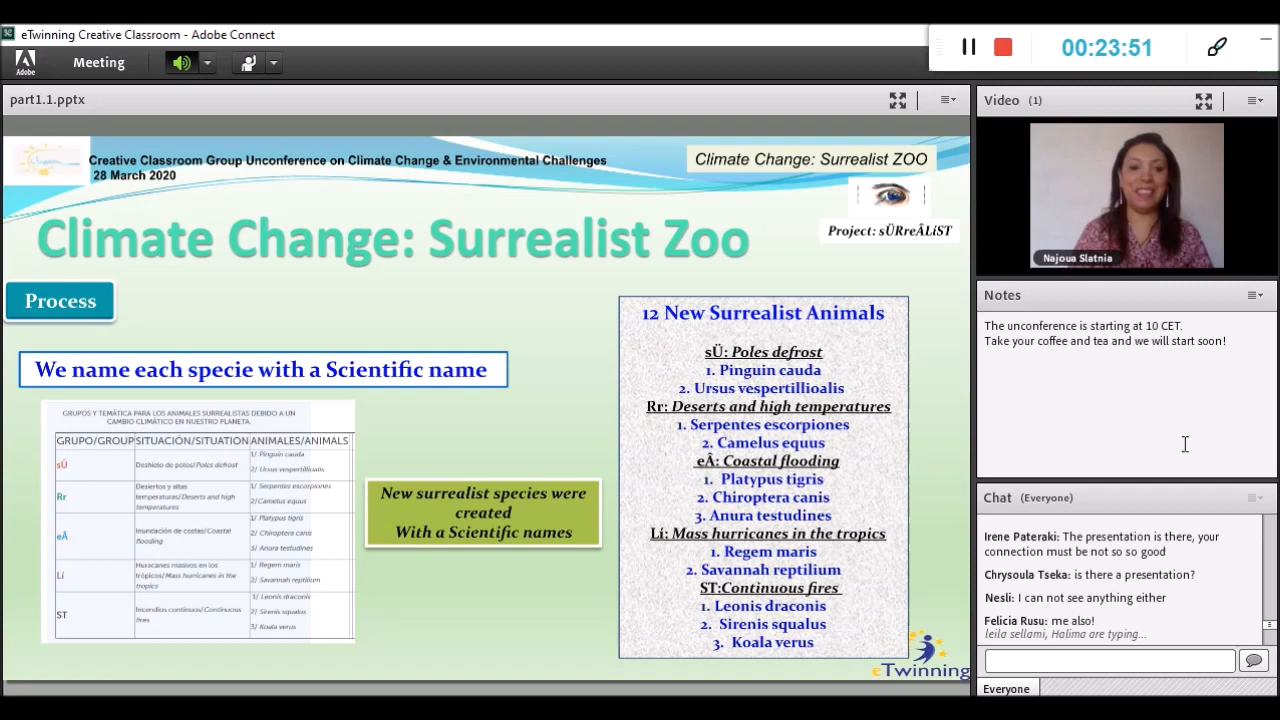 eTwinning Creative Classroom - Adobe Connect
00:23:51
Adobe
Meeting
part1.1.pptx
Creative Classroom Group Unconference on Climate Change & Environmental Challenges
28 March 2020
Climate Change: Surrealist ZOO
Climate Change: Surrealist Zoo
Project: sÜRreÂLiST
Process
We name each specie with a Scientific name
GRUPOS Y TEMÁTICA PARA LOS ANIMALES SURREALISTAS DEBIDO A UN
CAMBIO CLIMÁTICO EN NUESTRO PLANETA.
GRUPO/GROUP SITUACIÓN/SITUATION ANIMALES/ANIMALS
sÜ
Deshielo de polos/Poles defrost
1/ Pinguin cauda
2/ Ursus vespertillioalis
Rr
Desiertos y altas
temperaturas/Deserts and high
temperatures
1/ Serpentes escorpiones
2/Camelus equus
eÂ
Inundación de costas/Coastal
flooding
1/ Platypus tigris
2/ Chiroptera canis
3/ Anura testudines
Lí
Huracanes masivos en los
trópicos/Mass hurricanes in the
tropics
1/ Regem maris
2/ Savannah reptilium
ST
Incendios continuos/Continuous
fires
1/ Leonis draconis
2/ Sirenis squalus
3/ Koala verus
New surrealist species were
created
With a Scientific names
12 New Surrealist Animals
sÜ: Poles defrost
1. Pinguin cauda
2. Ursus vespertillioalis
Rr: Deserts and high temperatures
1. Serpentes escorpiones
2. Camelus equus
eÂ: Coastal flooding
1. Platypus tigris
2. Chiroptera canis
3. Anura testudines
Lí: Mass hurricanes in the tropics
1. Regem maris
2. Savannah reptilium
ST:Continuous fires
1. Leonis draconis
2. Sirenis squalus
3. Koala verus
eTwinning
Video (1)
Najoua Slatnia
Notes
The unconference is starting at 10 CET.
Take your coffee and tea and we will start soon!
Chat (Everyone)
Irene Pateraki: The presentation is there, your
connection must be not so so good
Chrysoula Tseka: is there a presentation?
Nesli: I can not see anything either
Felicia Rusu: me also!
leila sellami, Halima are typing...
Everyone